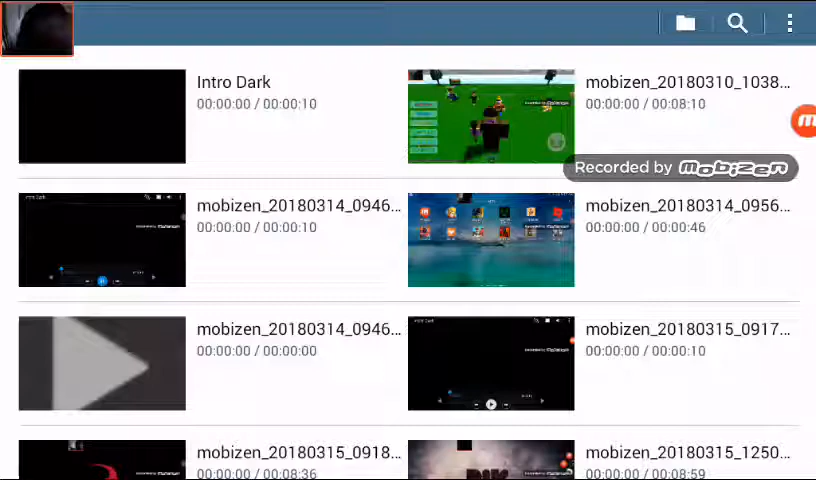 Intro Dark
00:00:00 / 00:00:10
mobizen_20180310_1038...
00:00:00 / 00:08:10
Recorded by mobizen
mobizen_20180314_0946...
00:00:00 / 00:00:10
mobizen_20180314_0956...
00:00:00 / 00:00:46
mobizen_20180314_0946...
00:00:00 / 00:00:00
mobizen_20180315_0917...
00:00:00 / 00:00:10
mobizen_20180315_0918...
00:00:00 / 00:08:36
mobizen_20180315_1250...
00:00:00 / 00:08:59